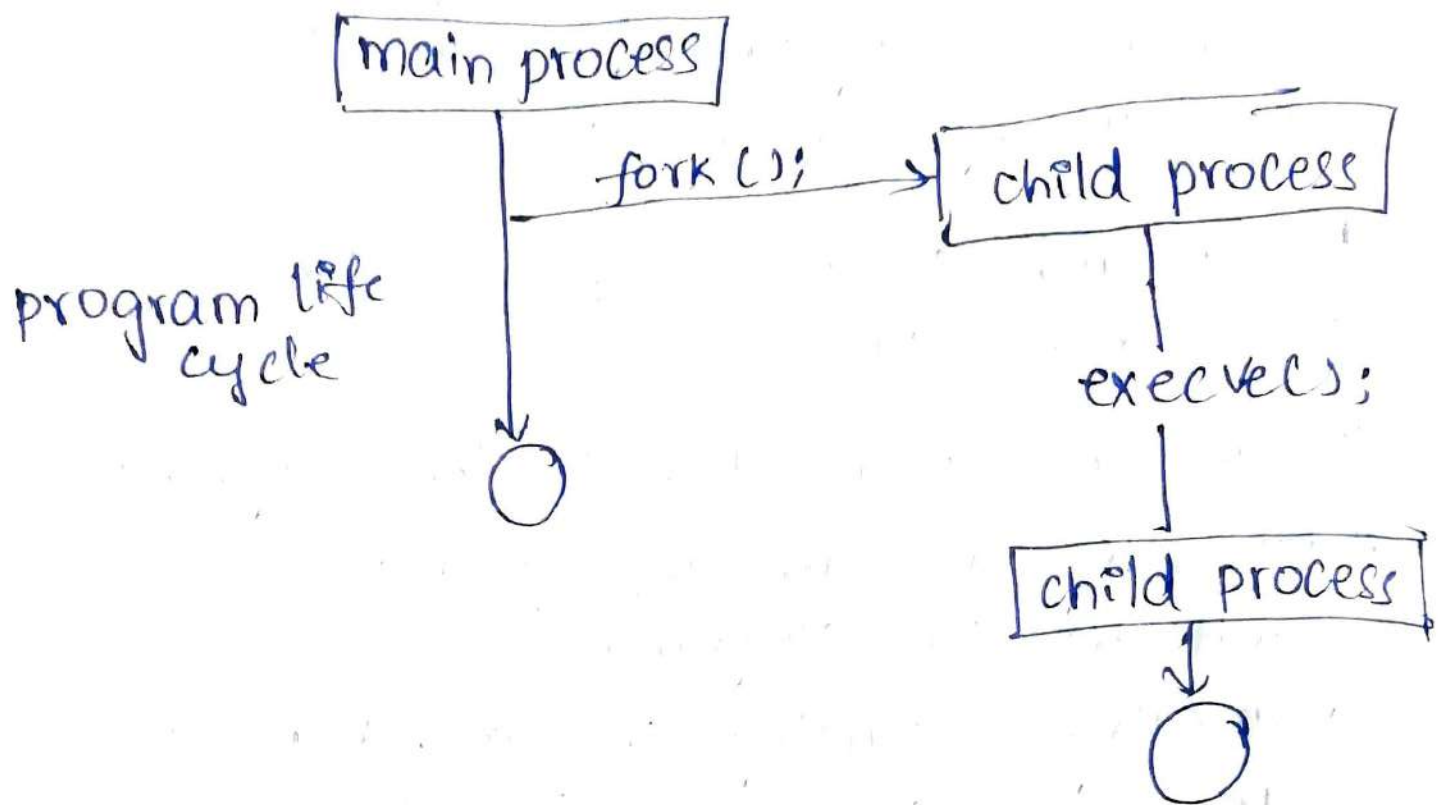 main process
fork();
child process
program life
cycle
execve();
child process